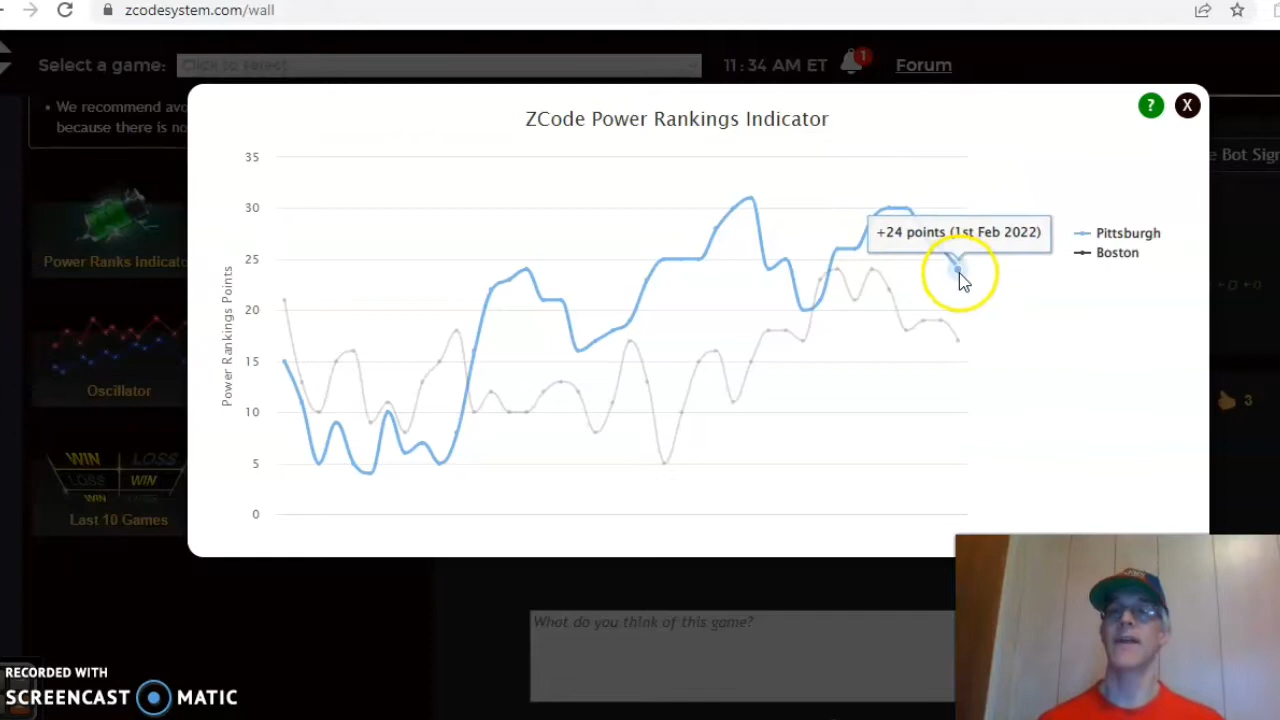 zcodesystem.com/wall
Select a game:
Click to select
11:34 AM ET
1
Forum
• We recommend avo
because there is no
ZCode Power Rankings Indicator
?
X
e Bot Sign
35
30
25
20
15
10
5
0
Power Rankings Points
+24 points (1st Feb 2022)
Pittsburgh
Boston
Power Ranks Indicato
Oscillator
WIN LOSS
LOSS WIN
WIN
Last 10 Games
3
What do you think of this game?
RECORDED WITH
SCREENCAST MATIC